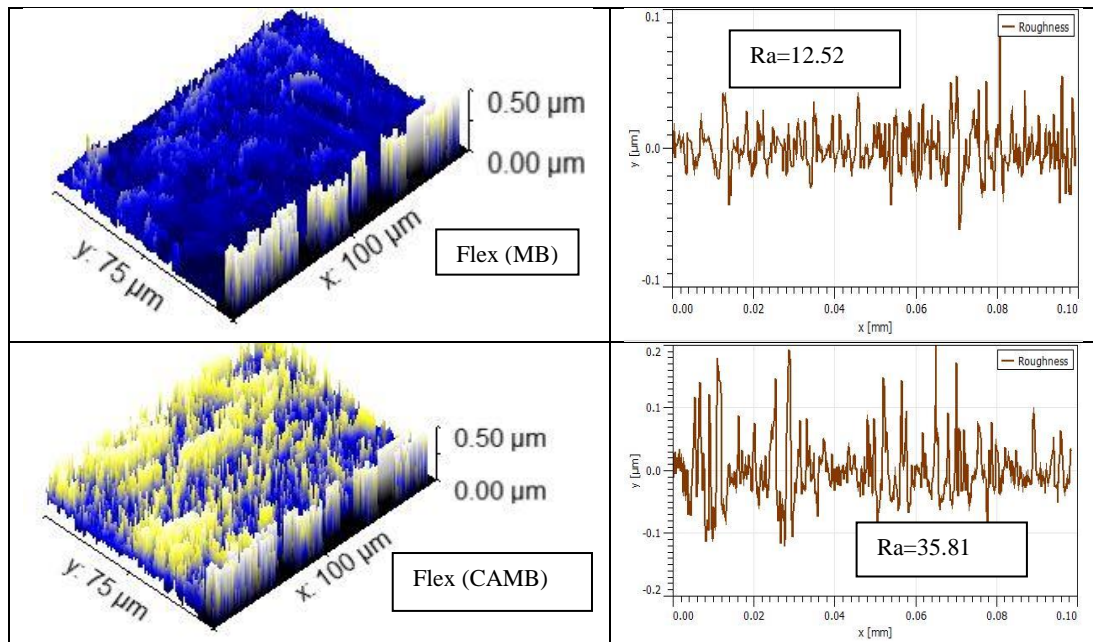 0.50 µm
0.00 µm
y: 75 µm
x: 100 µm
Flex (MB)
Roughness
Ra=12.52
0.1
0.0
-0.1
y [µm]
0.00 0.02 0.04 0.06 0.08 0.10
x [mm]
0.50 µm
0.00 µm
y: 75 µm
x: 100 µm
Flex (CAMB)
Roughness
0.2
0.1
0.0
-0.1
-0.2
y [µm]
Ra=35.81
0.00 0.02 0.04 0.06 0.08 0.10
x [mm]